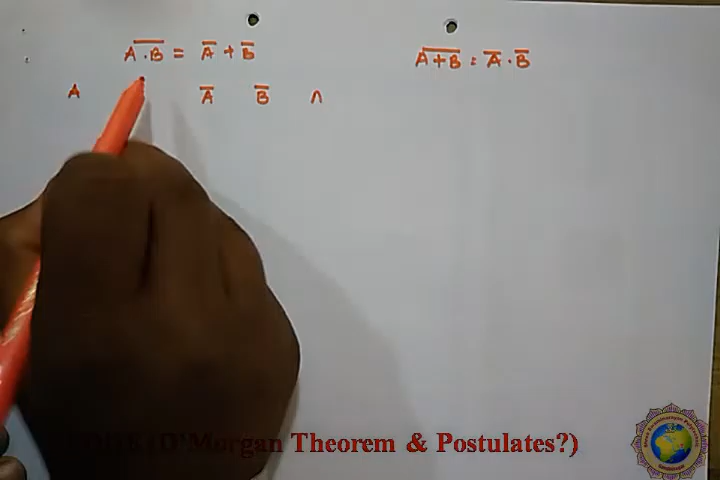 A̅ ̅·̅ ̅B̅ = A̅ + B̅
A̅ ̅+̅ ̅B̅ = A̅ · B̅
A A̅ B̅
Morgan Theorem & Postulates?)